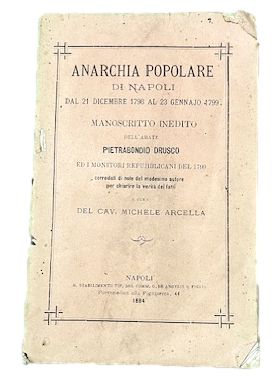 ANARCHIA POPOLARE
DI NAPOLI
DAL 21 DICEMBRE 1798 AL 23 GENNAJO 1799
MANOSCRITTO INEDITO
DELL'ABATE
PIETRABONDIO DRUSCO
ED I MONITORI REPUBBLICANI DEL 1799
corredati di note del medesimo autore
per chiarire la verità dei fatti
A CURA
DEL CAV. MICHELE ARCELLA
NAPOLI
R. STABILIMENTO TIP. DEL COMM. G. DE ANGELIS E FIGLIO
Portamedina alla Pignasecca, 44
1884